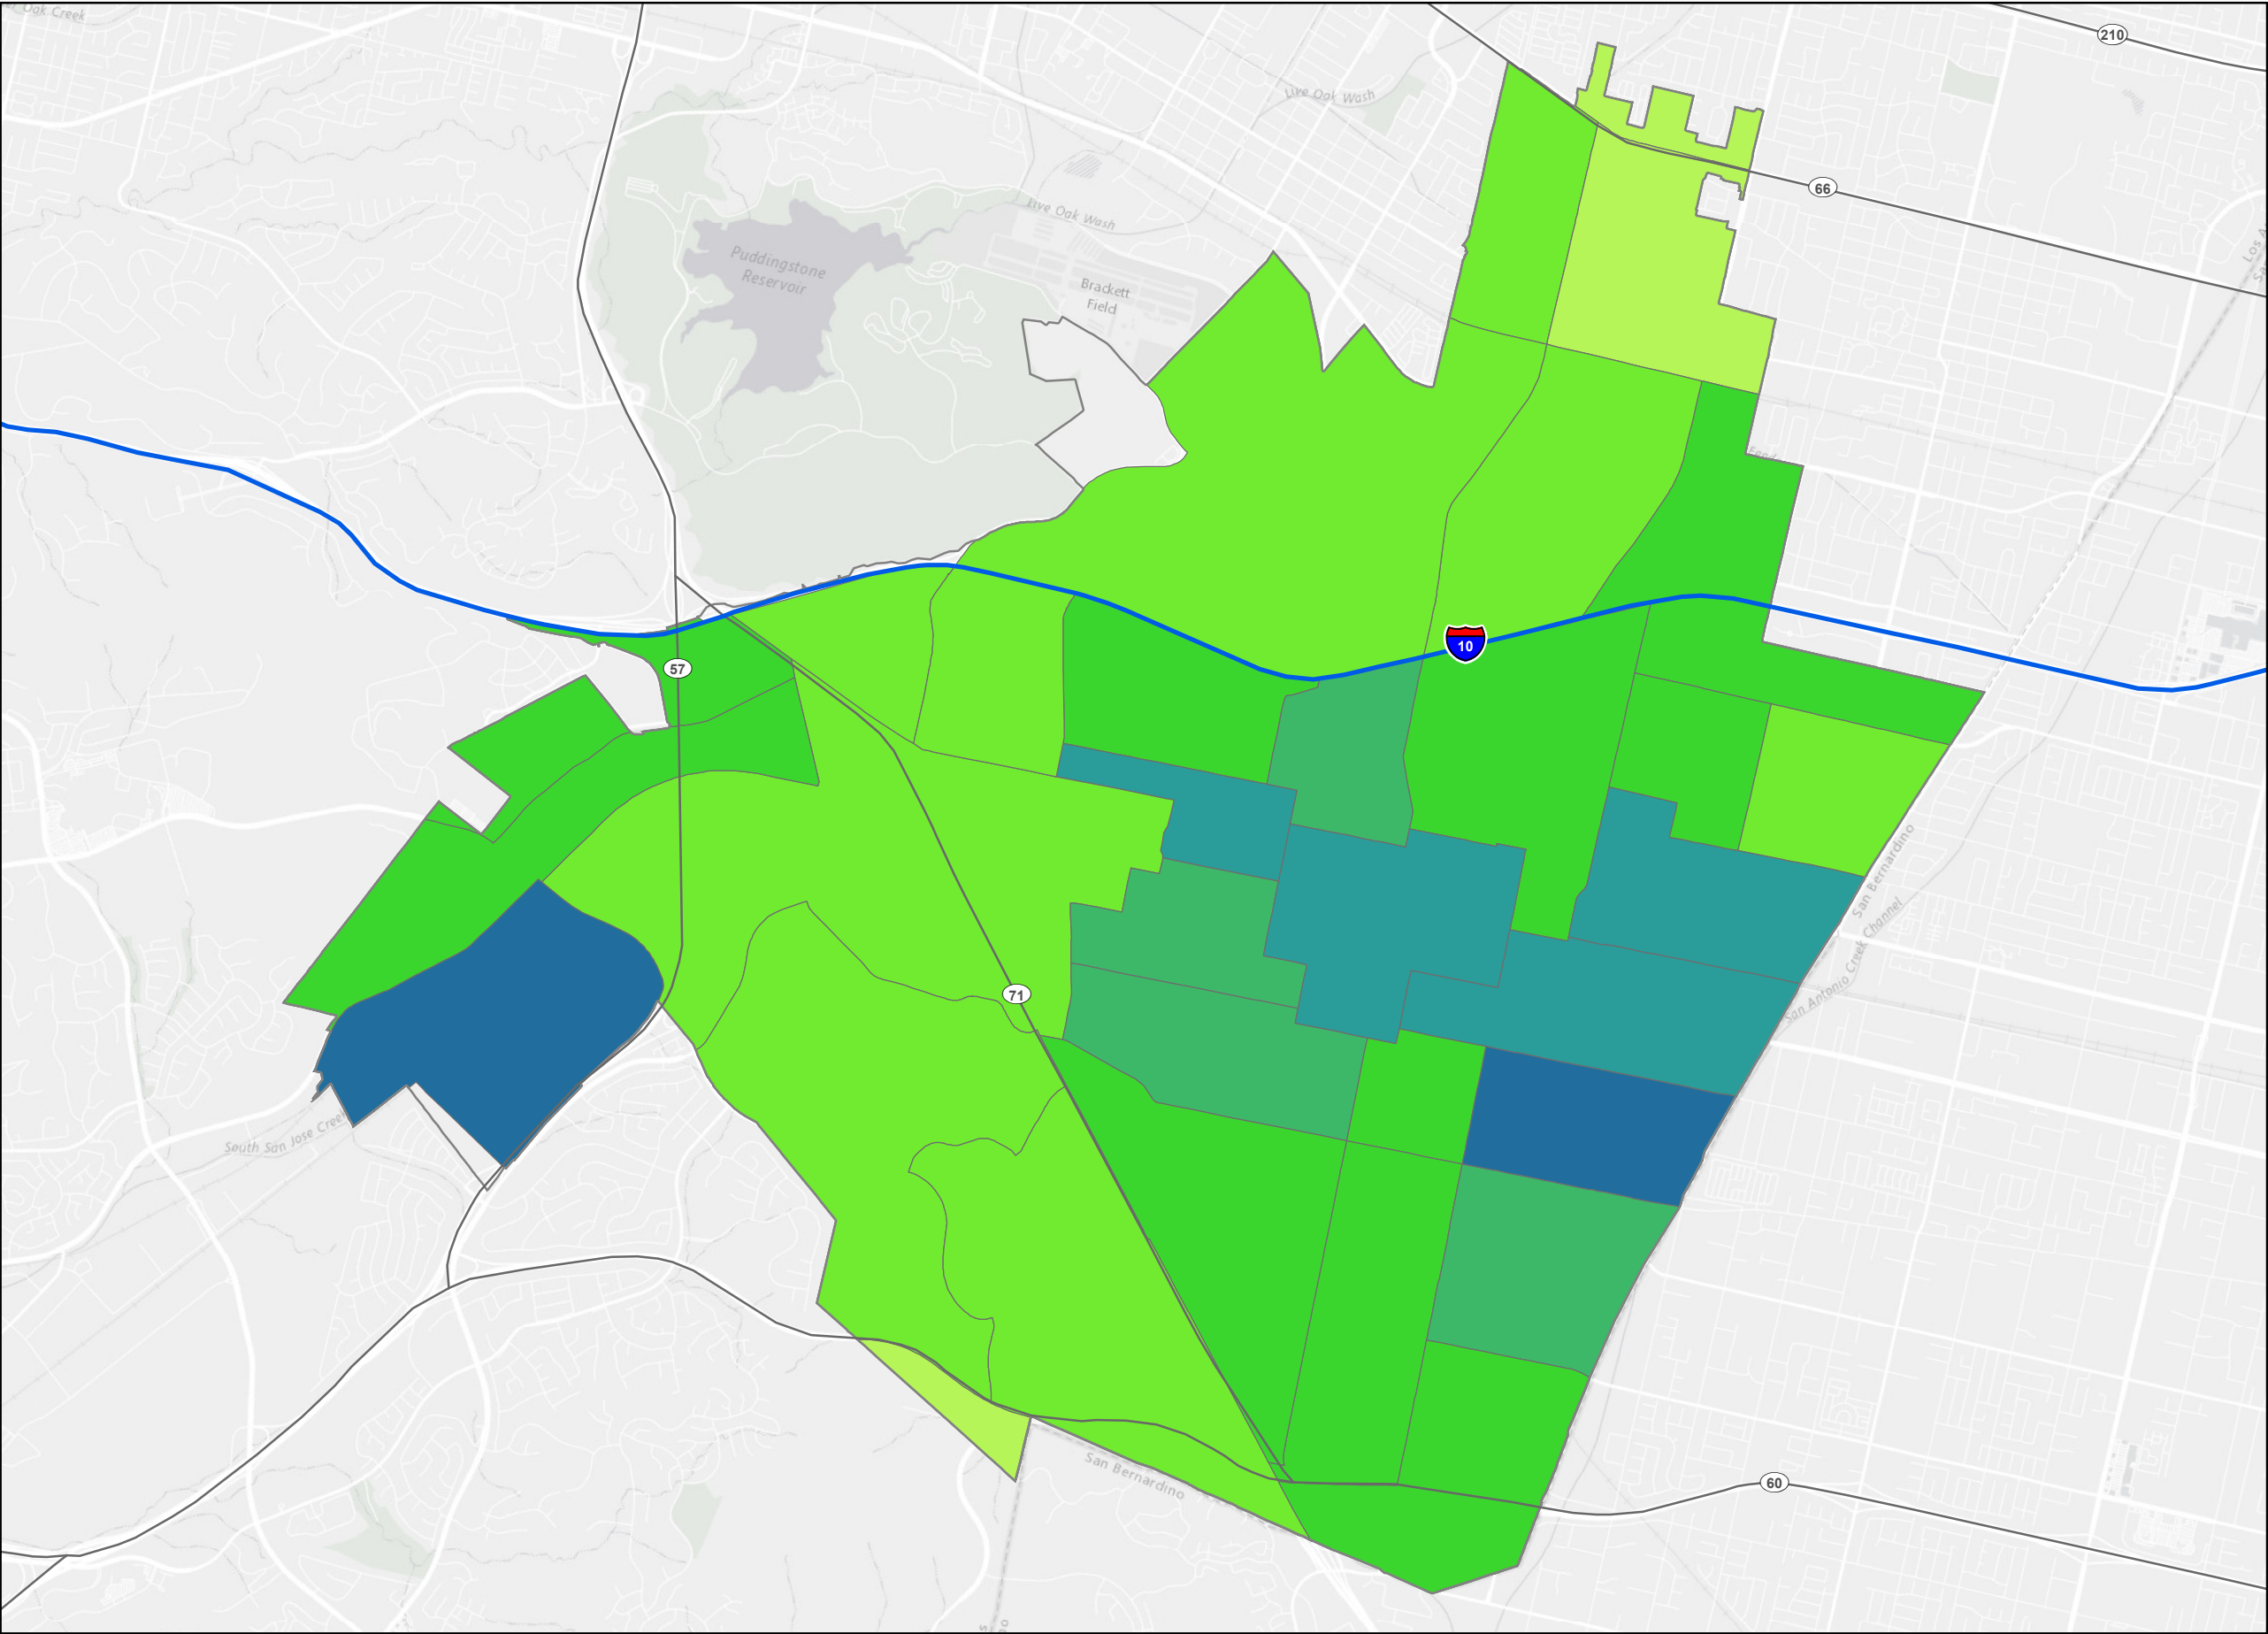 Oak Creek
210
Live Oak Wash
66
Live Oak Wash
Puddingstone
Reservoir
Brackett
Field
10
57
San Bernardino
San Antonio Creek Channel
71
South San Jose Creek
San Bernardino
60